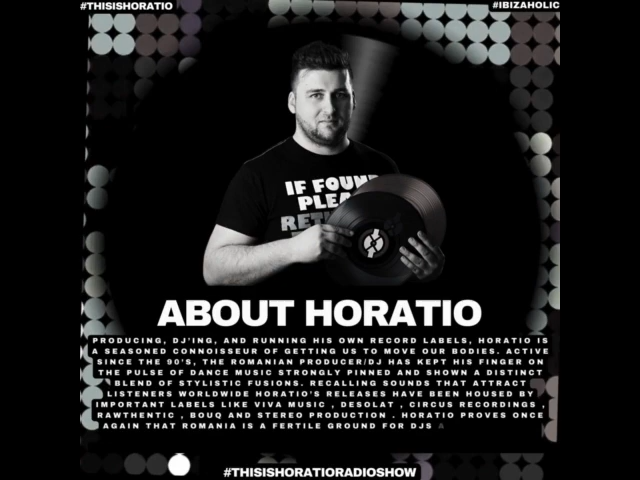 #THISISHORATIO
#IBIZAHOLIC
IF FOUND
PLEA
RET
ABOUT HORATIO
PRODUCING, DJ'ING, AND RUNNING HIS OWN RECORD LABELS, HORATIO IS
A SEASONED CONNOISSEUR OF GETTING US TO MOVE OUR BODIES. ACTIVE
SINCE THE 90'S, THE ROMANIAN PRODUCER/DJ HAS KEPT HIS FINGER ON
THE PULSE OF DANCE MUSIC STRONGLY PINNED AND SHOWN A DISTINCT
BLEND OF STYLISTIC FUSIONS. RECALLING SOUNDS THAT ATTRACT
LISTENERS WORLDWIDE HORATIO'S RELEASES HAVE BEEN HOUSED BY
IMPORTANT LABELS LIKE VIVA MUSIC , DESOLAT , CIRCUS RECORDINGS ,
RAWTHENTIC , BOUQ AND STEREO PRODUCTION . HORATIO PROVES ONCE
AGAIN THAT ROMANIA IS A FERTILE GROUND FOR DJS A
#THISISHORATIORADIOSHOW